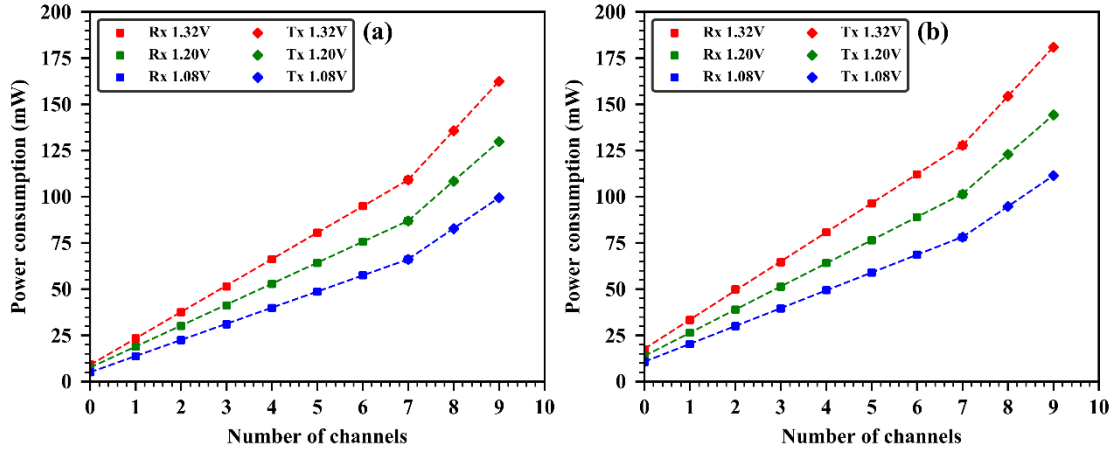 200
175
150
125
100
75
50
25
0
Power consumption (mW)
Rx 1.32V Tx 1.32V
Rx 1.20V Tx 1.20V
Rx 1.08V Tx 1.08V
(a)
0 1 2 3 4 5 6 7 8 9 10
Number of channels
200
175
150
125
100
75
50
25
0
Power consumption (mW)
Rx 1.32V Tx 1.32V
Rx 1.20V Tx 1.20V
Rx 1.08V Tx 1.08V
(b)
0 1 2 3 4 5 6 7 8 9 10
Number of channels